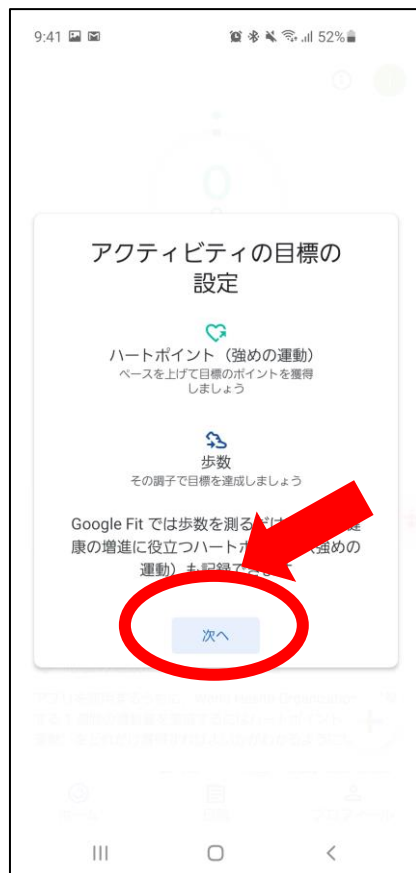 9:41
52%
アクティビティの目標の
設定
ハートポイント（強めの運動）
ペースを上げて目標のポイントを獲得
しましょう
歩数
その調子で目標を達成しましょう
Google Fit では歩数を測る
康の増進に役立つハートポ
強めの
運動）も記録で
次へ